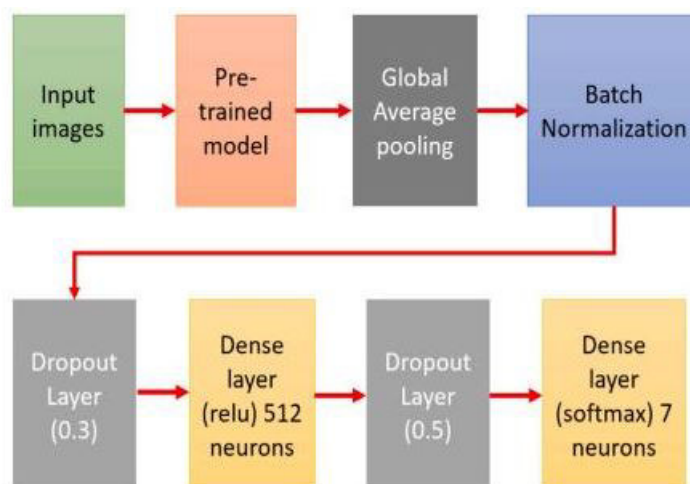 Input
images
Pre-
trained
model
Global
Average
pooling
Batch
Normalization
Dropout
Layer
(0.3)
Dense
layer
(relu) 512
neurons
Dropout
Layer
(0.5)
Dense
layer
(softmax) 7
neurons